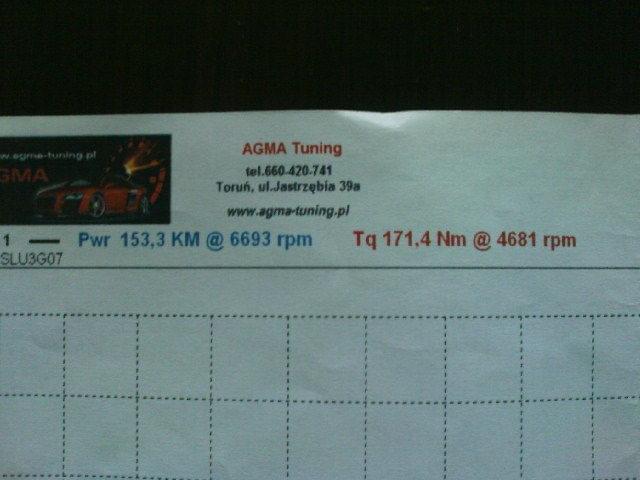 w.agma-tuning.pl
GMA
AGMA Tuning
tel.660-420-741
Toruń, ul.Jastrzębia 39a
www.agma-tuning.pl
1 — Pwr 153,3 KM @ 6693 rpm Tq 171,4 Nm @ 4681 rpm
SLU3G07